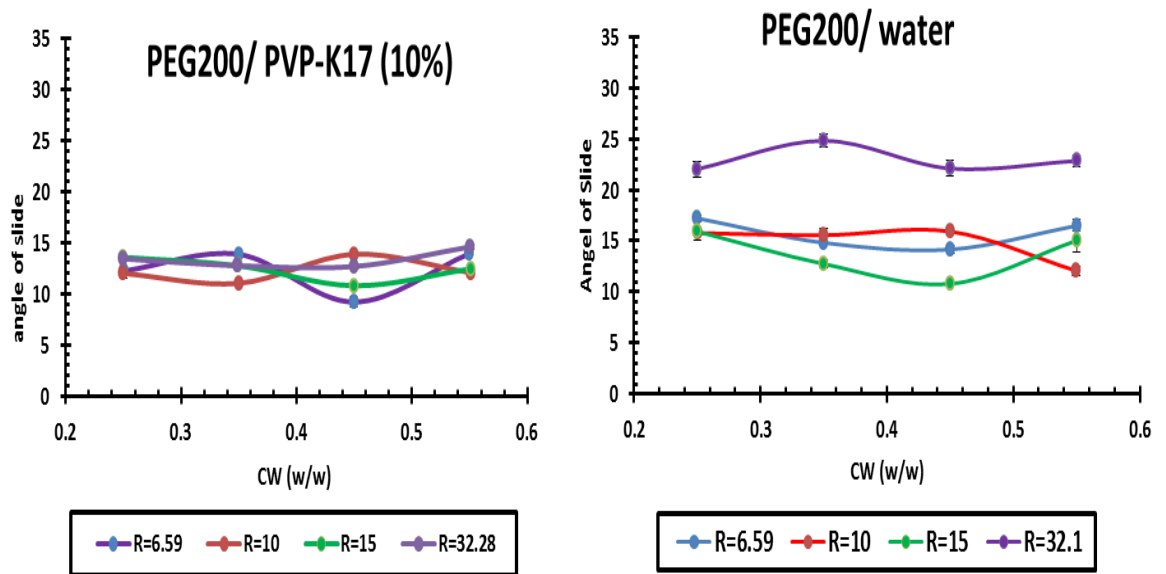 PEG200/ PVP-K17 (10%)
angle of slide
35
30
25
20
15
10
5
0
0.2
0.3
0.4
0.5
0.6
CW (w/w)
R=6.59
R=10
R=15
R=32.28
PEG200/ water
Angel of Slide
35
30
25
20
15
10
5
0
0.2
0.3
0.4
0.5
0.6
CW (w/w)
R=6.59
R=10
R=15
R=32.1